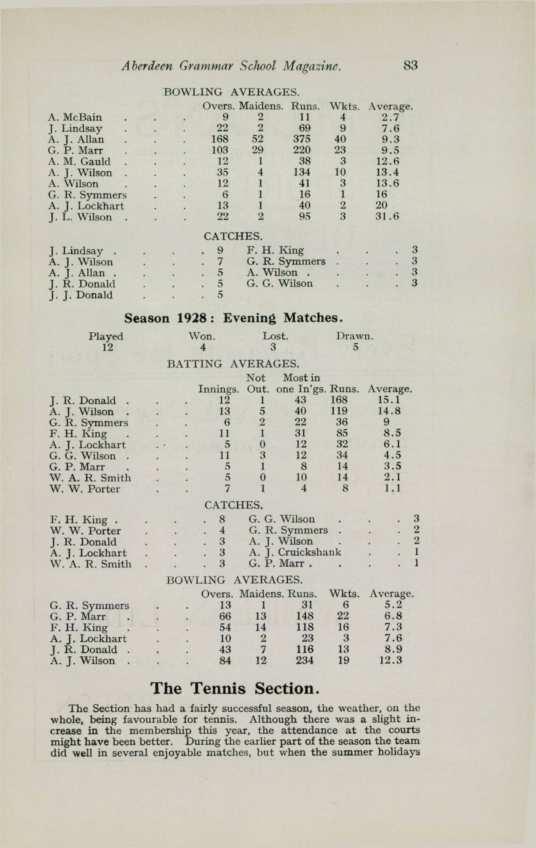 Aberdeen Grammar School Magazine. 83
BOWLING AVERAGES.
Overs. Maidens. Runs. Wkts. Average.
A. McBain . . . 9 2 11 4 2.7
J. Lindsay . . . 22 2 69 9 7.6
A. J. Allan . . . 168 52 375 40 9.3
G. P. Marr . . . 103 29 220 23 9.5
A. M. Gauld . . . 12 1 38 3 12.6
A. J. Wilson . . . 35 4 134 10 13.4
A. Wilson . . . 12 1 41 3 13.6
G. R. Symmers . . 6 1 16 1 16
A. J. Lockhart . . 13 1 40 2 20
J. L. Wilson . . . 22 2 95 3 31.6
CATCHES.
J. Lindsay . . . . 9 F. H. King . . . 3
A. J. Wilson . . . 7 G. R. Symmers . . . 3
A. J. Allan . . . . 5 A. Wilson . . . . 3
J. R. Donald . . . 5 G. G. Wilson . . . 3
J. J. Donald . . . 5
Season 1928: Evening Matches.
Played Won. Lost. Drawn.
12 4 3 5
BATTING AVERAGES.
Not Most in
Innings. Out. one In'gs. Runs. Average.
J. R. Donald . . . 12 1 43 168 15.1
A. J. Wilson . . . 13 5 40 119 14.8
G. R. Symmers . . 6 2 22 36 9
F. H. King . . . 11 1 31 85 8.5
A. J. Lockhart . . 5 0 12 32 6.1
G. G. Wilson . . . 11 3 12 34 4.5
G. P. Marr . . . 5 1 8 14 3.5
W. A. R. Smith . . 5 0 10 14 2.1
W. W. Porter . . 7 1 4 8 1.1
CATCHES.
F. H. King . . . . 8 G. G. Wilson . . . 3
W. W. Porter . . . 4 G. R. Symmers . . . 2
J. R. Donald . . . 3 A. J. Wilson . . . 2
A. J. Lockhart . . . 3 A. J. Cruickshank . . 1
W. A. R. Smith . . . 3 G. P. Marr . . . . 1
BOWLING AVERAGES.
Overs. Maidens. Runs. Wkts. Average.
G. R. Symmers . . 13 1 31 6 5.2
G. P. Marr . . . 66 13 148 22 6.8
F. H. King . . . 54 14 118 16 7.3
A. J. Lockhart . . 10 2 23 3 7.6
J. R. Donald . . . 43 7 116 13 8.9
A. J. Wilson . . . 84 12 234 19 12.3
The Tennis Section.
The Section has had a fairly successful season, the weather, on the
whole, being favourable for tennis. Although there was a slight in-
crease in the membership this year, the attendance at the courts
might have been better. During the earlier part of the season the team
did well in several enjoyable matches, but when the summer holidays